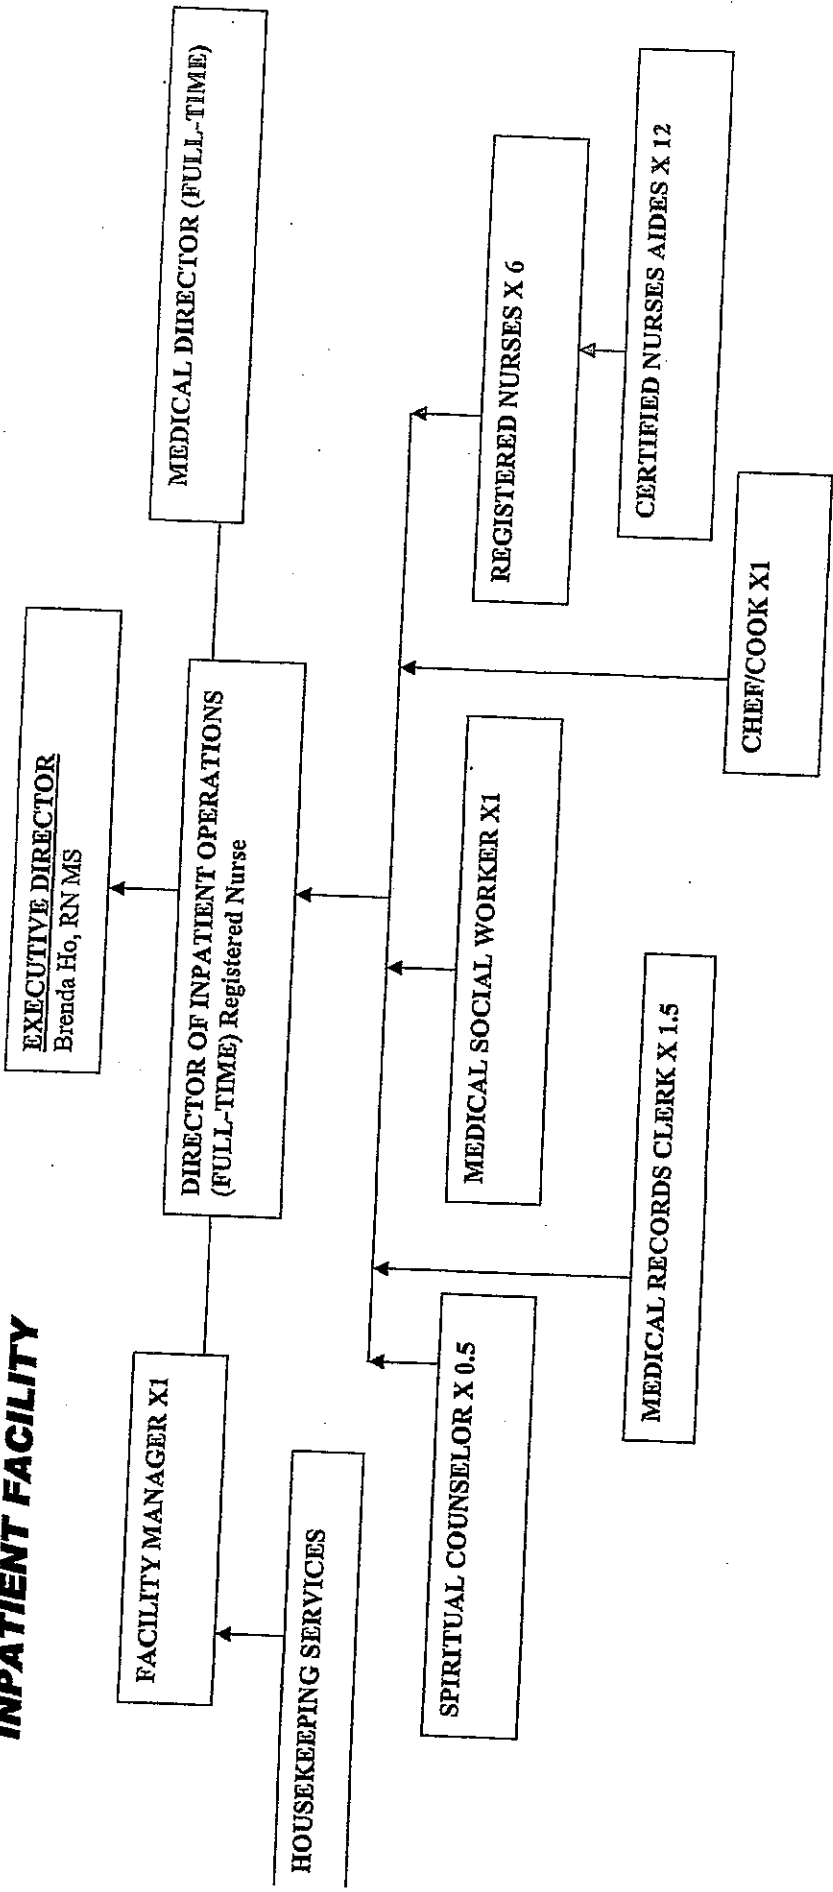 INPATIENT FACILITY
EXECUTIVE DIRECTOR
Brenda Ho, RN MS
FACILITY MANAGER X1
DIRECTOR OF INPATIENT OPERATIONS
(FULL-TIME) Registered Nurse
MEDICAL DIRECTOR (FULL-TIME)
HOUSEKEEPING SERVICES
SPIRITUAL COUNSELOR X 0.5
MEDICAL SOCIAL WORKER X1
REGISTERED NURSES X 6
MEDICAL RECORDS CLERK X 1.5
CERTIFIED NURSES AIDES X 12
CHEF/COOK X1